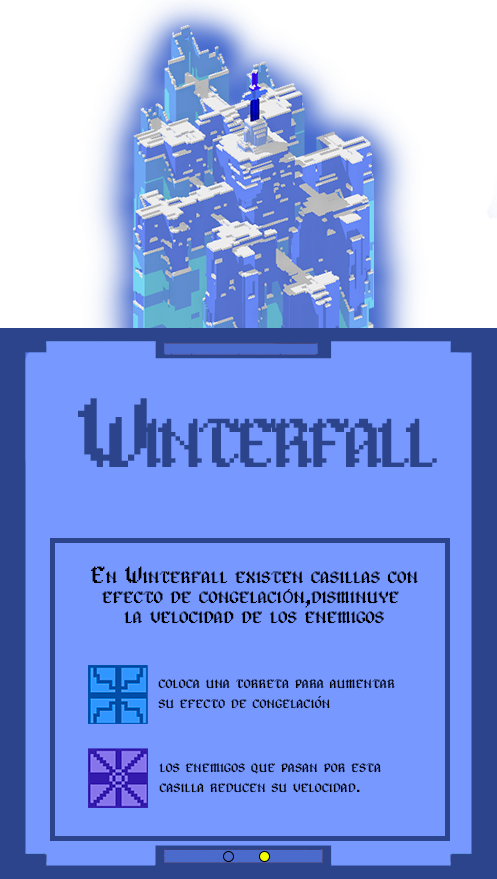 Winterfall
En Winterfall existen casillas con
efecto de congelación,disminuye
la velocidad de los enemigos
coloca una torreta para aumentar
su efecto de congelación
los enemigos que pasan por esta
casilla reducen su velocidad.